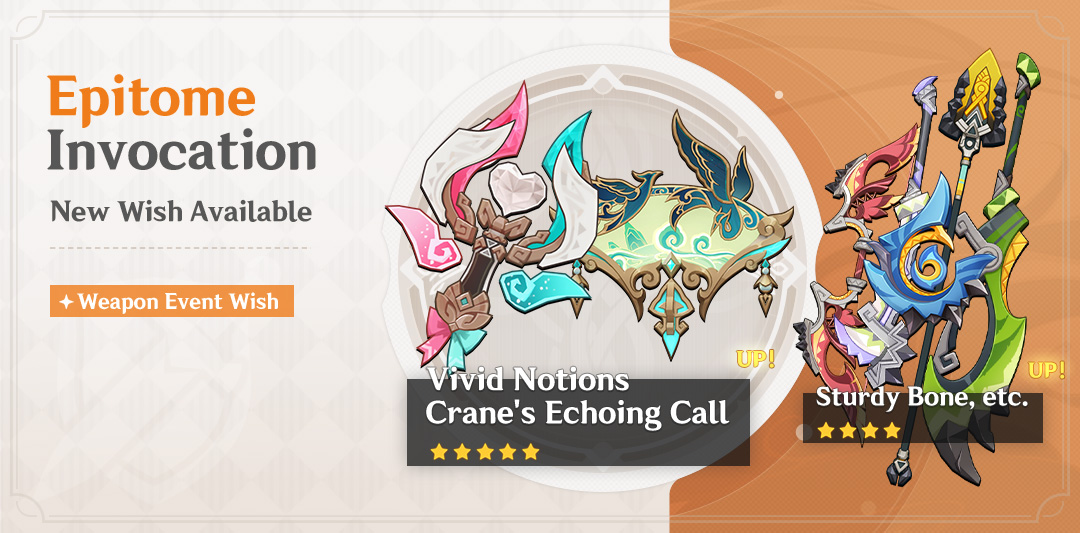 Epitome
Invocation
New Wish Available
Weapon Event Wish
UP!
Vivid Notions
Crane's Echoing Call
UP!
Sturdy Bone, etc.